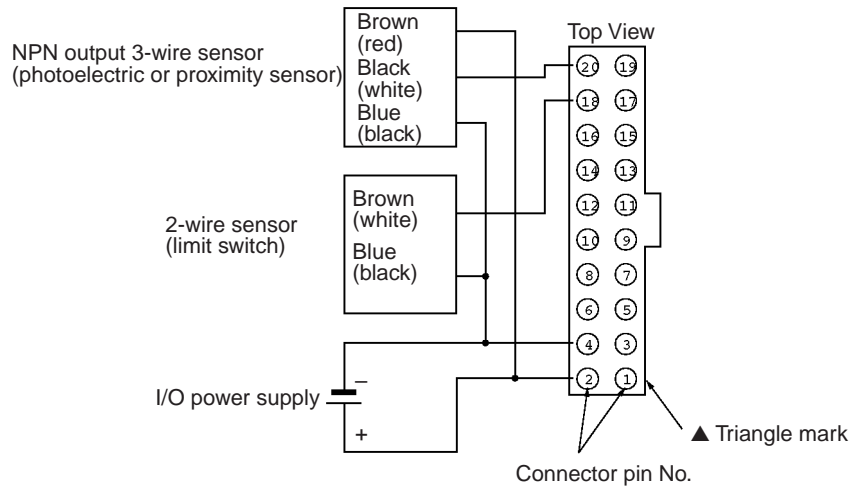 NPN output 3-wire sensor
(photoelectric or proximity sensor)
Brown
(red)
Black
(white)
Blue
(black)
2-wire sensor
(limit switch)
Brown
(white)
Blue
(black)
I/O power supply
–
+
Top View
20 19
18 17
16 15
14 13
12 11
10 9
8 7
6 5
4 3
2 1
▲ Triangle mark
Connector pin No.